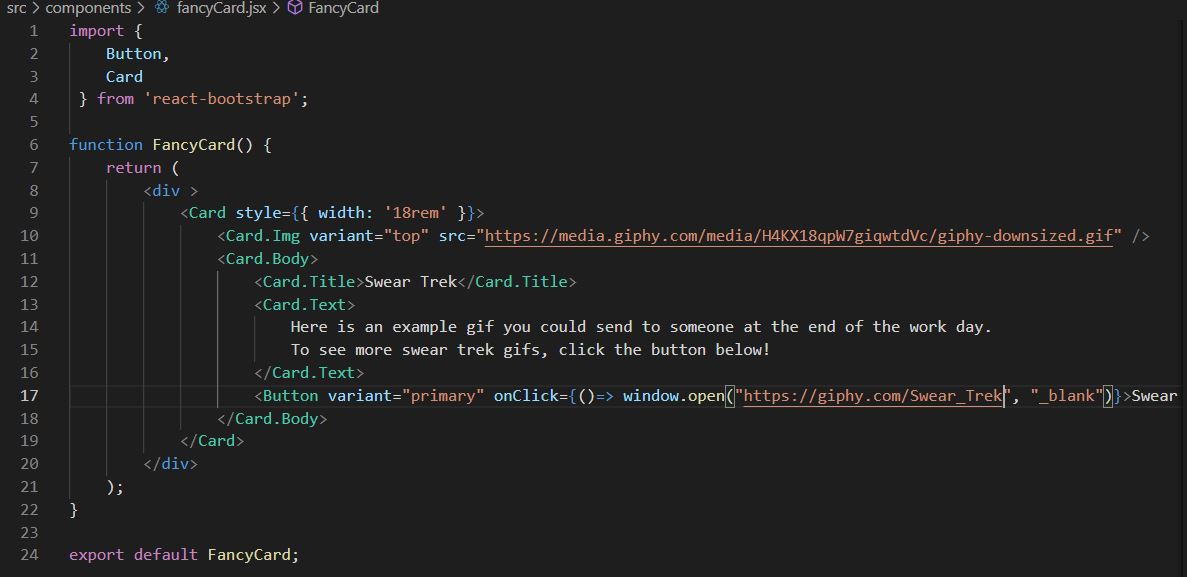 src > components > fancyCard.jsx > FancyCard
1 import {
2 Button,
3 Card
4 } from 'react-bootstrap';
5
6 function FancyCard() {
7 return (
8 <div >
9 <Card style={{ width: '18rem' }}>
10 <Card.Img variant="top" src="https://media.giphy.com/media/H4KX18qpW7giqwtdVc/giphy-downsized.gif" />
11 <Card.Body>
12 <Card.Title>Swear Trek</Card.Title>
13 <Card.Text>
14 Here is an example gif you could send to someone at the end of the work day.
15 To see more swear trek gifs, click the button below!
16 </Card.Text>
17 <Button variant="primary" onClick={()=> window.open("https://giphy.com/Swear_Trek", "_blank")}>Swear
18 </Card.Body>
19 </Card>
20 </div>
21 );
22 }
23
24 export default FancyCard;